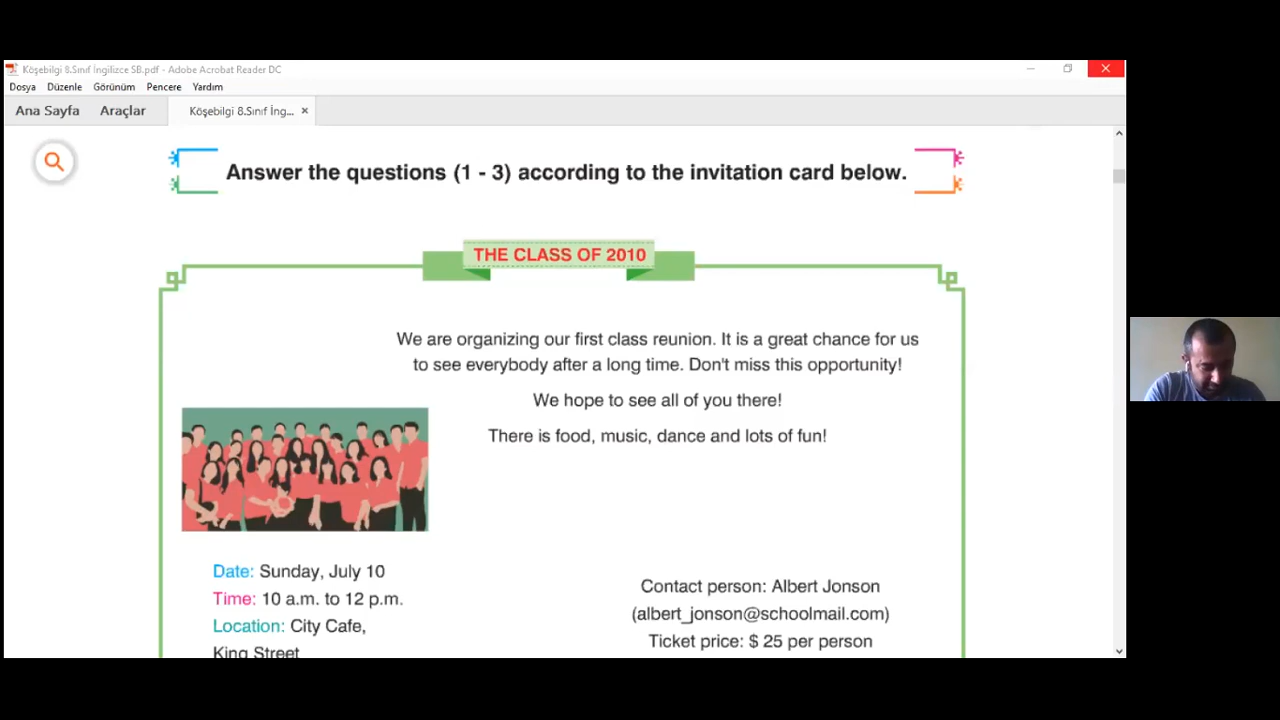 Köşebilgi 8.Sınıf İngilizce SB.pdf - Adobe Acrobat Reader DC
Dosya Düzenle Görünüm Pencere Yardım
Ana Sayfa Araçlar Köşebilgi 8.Sınıf İng... ×
Answer the questions (1 - 3) according to the invitation card below.
THE CLASS OF 2010
We are organizing our first class reunion. It is a great chance for us
to see everybody after a long time. Don't miss this opportunity!
We hope to see all of you there!
There is food, music, dance and lots of fun!
Date: Sunday, July 10
Time: 10 a.m. to 12 p.m.
Location: City Cafe,
King Street
Contact person: Albert Jonson
(albert_jonson@schoolmail.com)
Ticket price: $ 25 per person